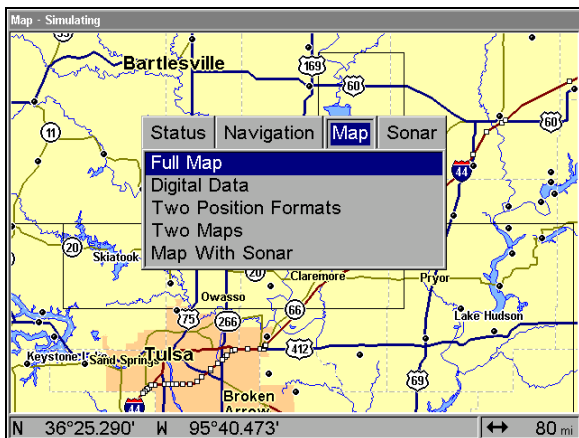 Map - Simulating
33
Bartlesville
169
60
11
60
Status Navigation Map Sonar
Full Map
Digital Data
Two Position Formats
Two Maps
Map With Sonar
44
20
Skiatook
20
Claremore
Pryor
Owasso
66
75
266
Lake Hudson
412
Keystone
Sand Springs
Tulsa
69
Broken
Arrow
44
N 36°25.290' W 95°40.473' ↔ 80 mi